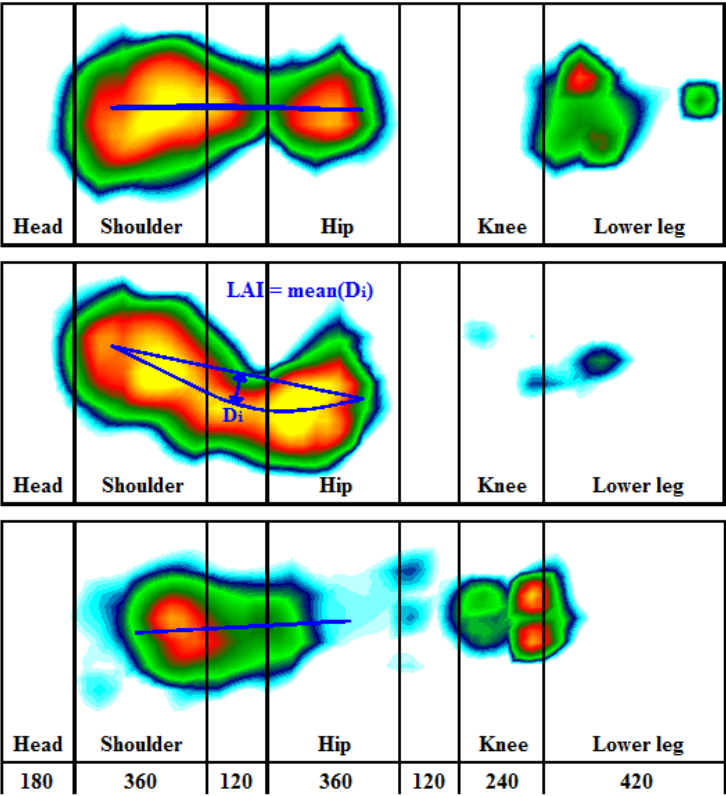 Head Shoulder Hip Knee Lower leg
LAI = mean(Di)
Di
Head Shoulder Hip Knee Lower leg
Head Shoulder Hip Knee Lower leg
180 360 120 360 120 240 420